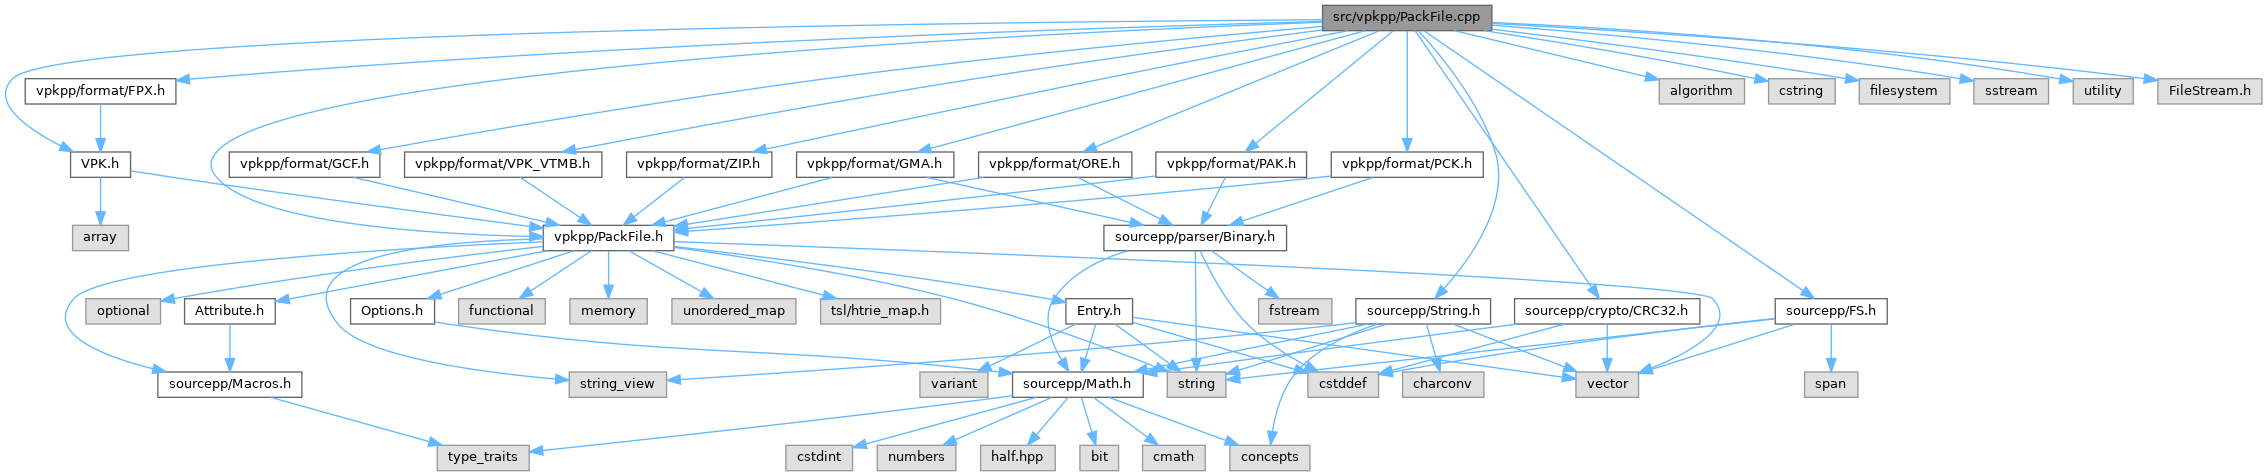 src/vpkpp/PackFile.cpp
vpkpp/format/FPX.h
algorithm
cstring
filesystem
sstream
utility
FileStream.h
VPK.h
vpkpp/format/GCF.h
vpkpp/format/VPK_VTMB.h
vpkpp/format/ZIP.h
vpkpp/format/GMA.h
vpkpp/format/ORE.h
vpkpp/format/PAK.h
vpkpp/format/PCK.h
array
vpkpp/PackFile.h
sourcepp/parser/Binary.h
optional
Attribute.h
Options.h
functional
memory
unordered_map
tsl/htrie_map.h
Entry.h
fstream
sourcepp/String.h
sourcepp/crypto/CRC32.h
sourcepp/FS.h
sourcepp/Macros.h
string_view
variant
sourcepp/Math.h
string
cstddef
charconv
vector
span
type_traits
cstdint
numbers
half.hpp
bit
cmath
concepts